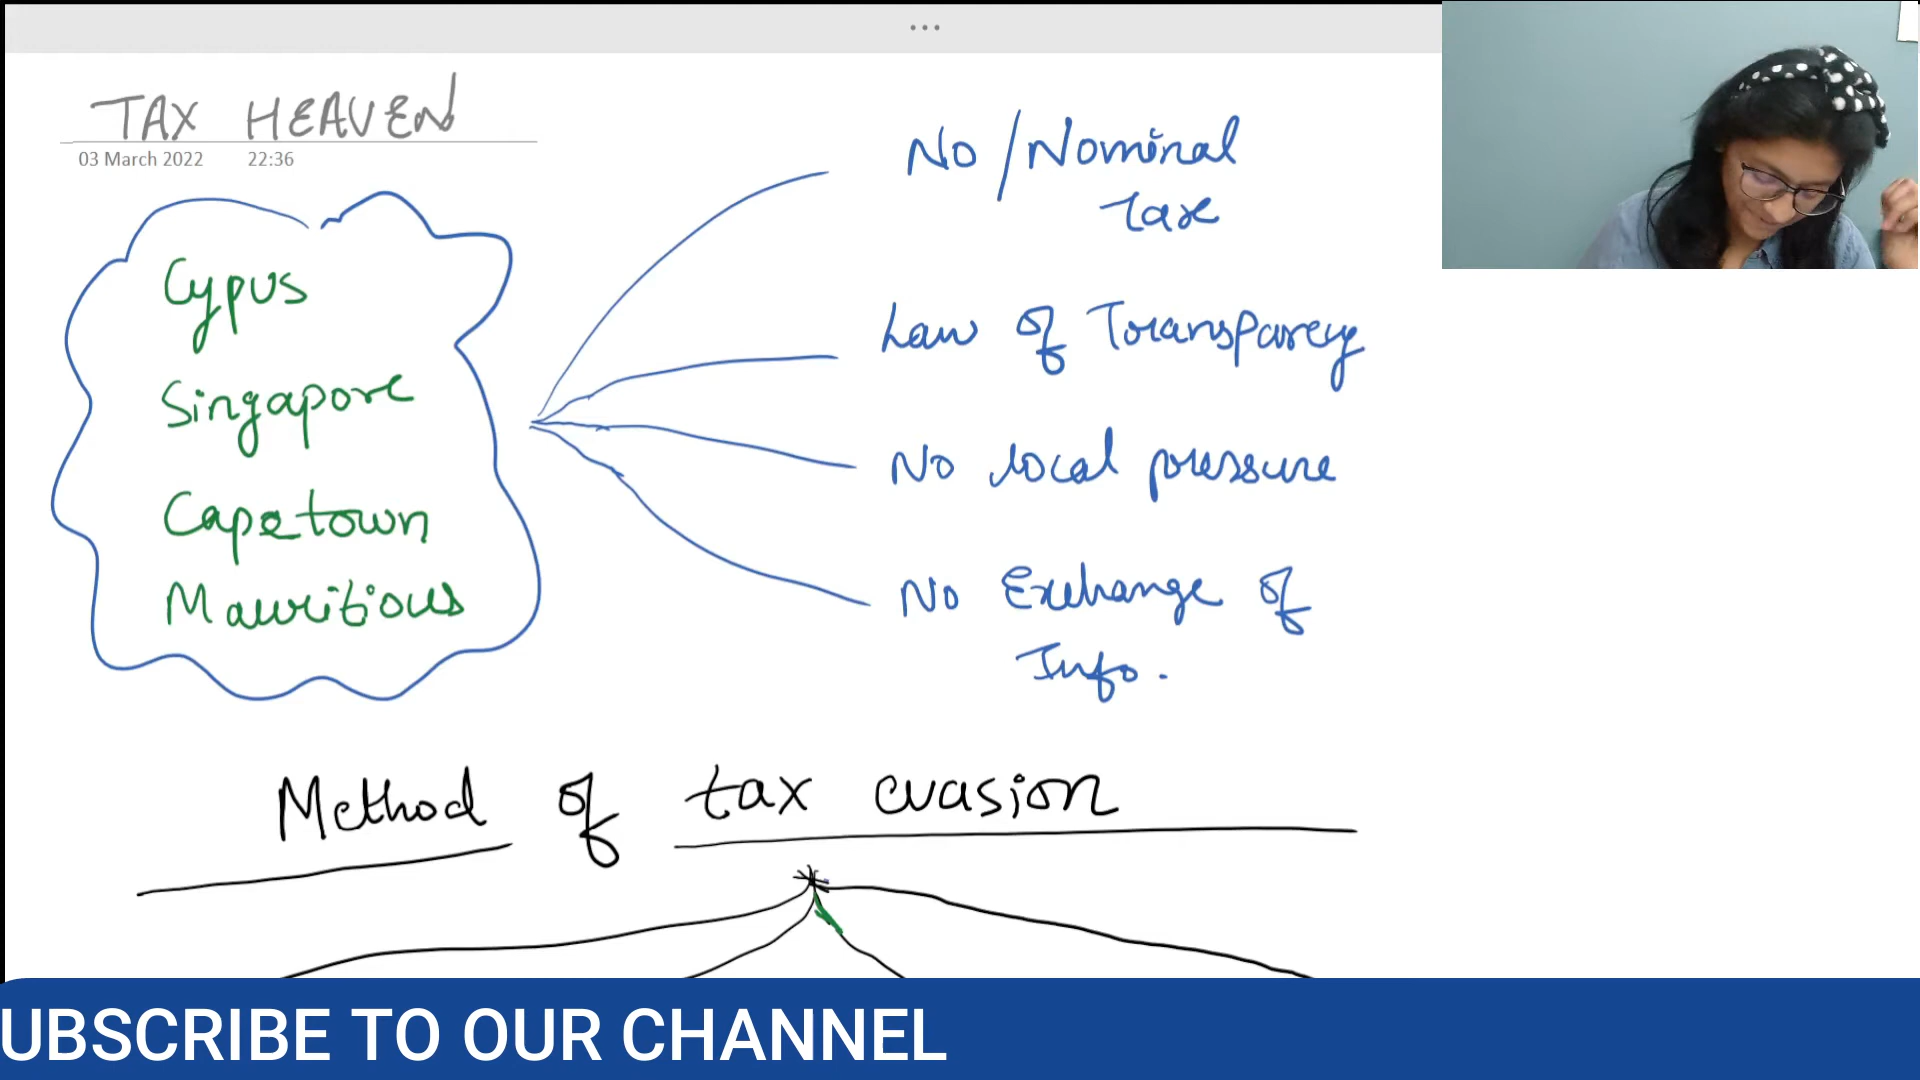 TAX HEAVEN
03 March 2022 22:36
Cypus
Singapore
Capetown
Mauritious
No/Nominal
tax
Law of Transparecy
No local pressure
No Exchange of
Info.
Method of tax evasion
UBSCRIBE TO OUR CHANNEL